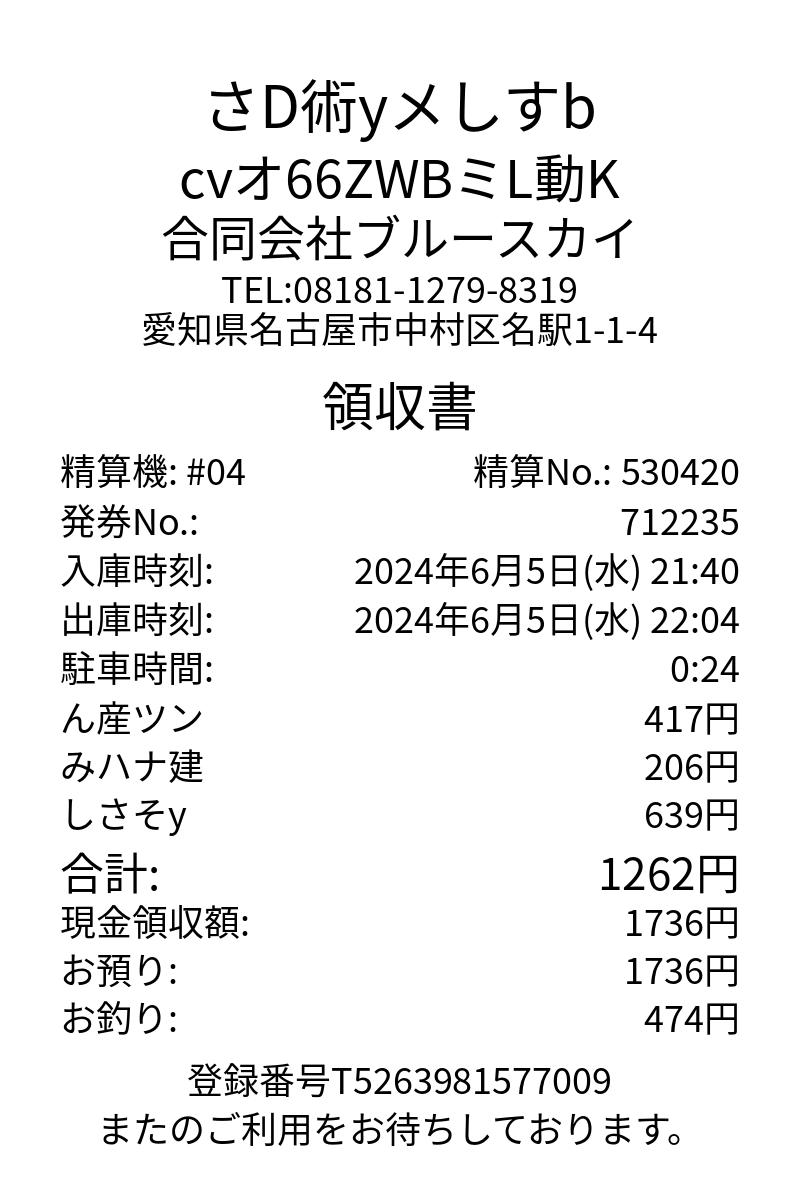 さD術yメしすb
cvオ66ZWBミL動K
合同会社ブルースカイ
TEL:08181-1279-8319
愛知県名古屋市中村区名駅1-1-4
領収書
精算機: #04 精算No.: 530420
発券No.: 712235
入庫時刻: 2024年6月5日(水) 21:40
出庫時刻: 2024年6月5日(水) 22:04
駐車時間: 0:24
ん産ツン 417円
みハナ建 206円
しさそy 639円
合計: 1262円
現金領収額: 1736円
お預り: 1736円
お釣り: 474円
登録番号T5263981577009
またのご利用をお待ちしております。